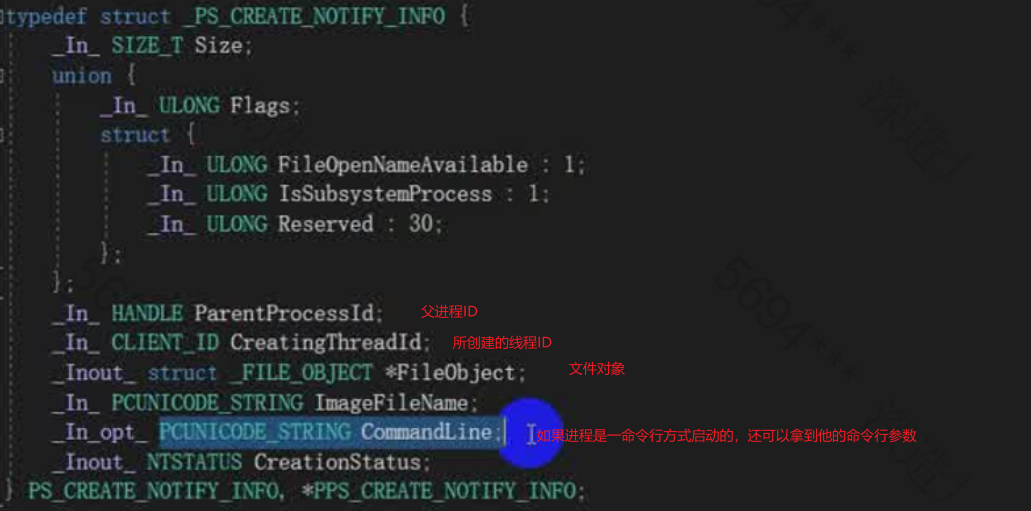 typedef struct _PS_CREATE_NOTIFY_INFO {
_In_ SIZE_T Size;
union {
_In_ ULONG Flags;
struct {
_In_ ULONG FileOpenNameAvailable : 1;
_In_ ULONG IsSubsystemProcess : 1;
_In_ ULONG Reserved : 30;
};
};
_In_ HANDLE ParentProcessId; 父进程ID
_In_ CLIENT_ID CreatingThreadId; 所创建的线程ID
_Inout_ struct _FILE_OBJECT *FileObject; 文件对象
_In_ PCUNICODE_STRING ImageFileName;
_In_opt_ PCUNICODE_STRING CommandLine; 如果进程是一命令行方式启动的，还可以拿到他的命令行参数
_Inout_ NTSTATUS CreationStatus;
} PS_CREATE_NOTIFY_INFO, *PPS_CREATE_NOTIFY_INFO;
5694***